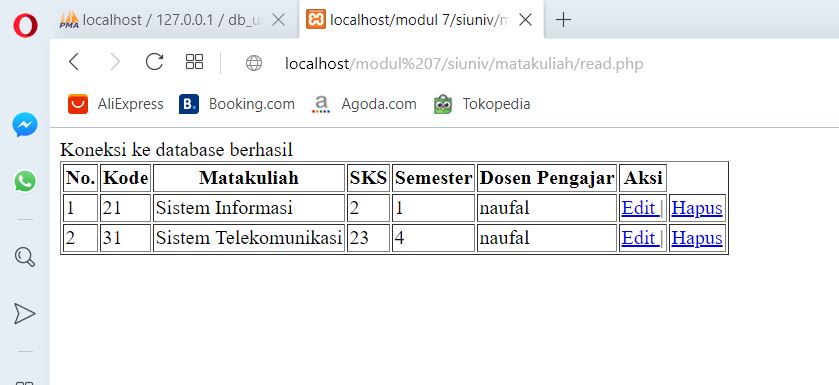 localhost / 127.0.0.1 / db_u
localhost/modul 7/siuniv/m
localhost/modul%207/siuniv/matakuliah/read.php
AliExpress Booking.com Agoda.com Tokopedia
Koneksi ke database berhasil
No. Kode Matakuliah SKS Semester Dosen Pengajar Aksi
1 21 Sistem Informasi 2 1 naufal Edit | Hapus
2 31 Sistem Telekomunikasi 23 4 naufal Edit | Hapus